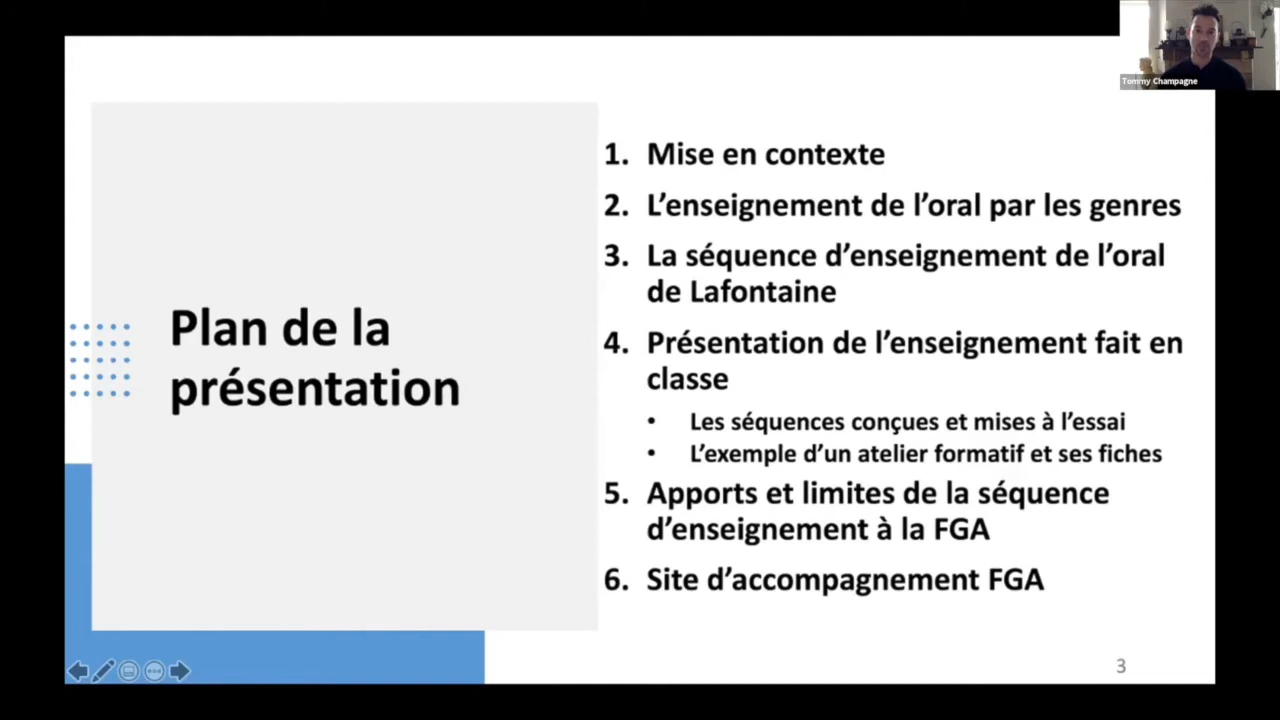 Tommy Champagne
Plan de la
présentation
1. Mise en contexte
2. L’enseignement de l’oral par les genres
3. La séquence d’enseignement de l’oral
de Lafontaine
4. Présentation de l’enseignement fait en
classe
• Les séquences conçues et mises à l’essai
• L’exemple d’un atelier formatif et ses fiches
5. Apports et limites de la séquence
d’enseignement à la FGA
6. Site d’accompagnement FGA
3